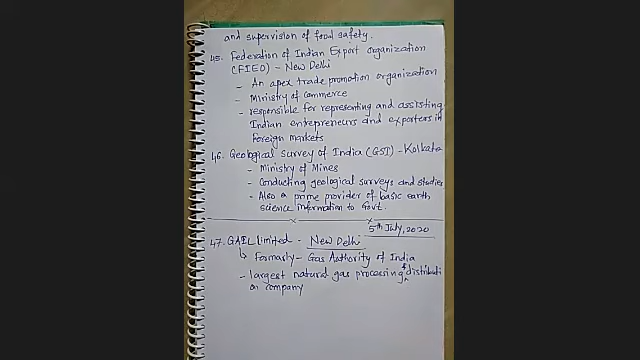 and supervision of food safety.
45. Federation of Indian Export Organization
(FIEO) - New Delhi
- An apex trade promotion organization
- Ministry of commerce
- responsible for representing and assisting
Indian entrepreneurs and exporters in
foreign markets
46. Geological Survey of India (GSI) - Kolkata
- Ministry of Mines
- Conducting geological surveys and studies
- Also a prime provider of basic earth
science information to Govt.
5th July, 2020
47. GAIL Limited - New Delhi
↳ Formarly - Gas Authority of India
- largest natural gas processing & distributi
on company